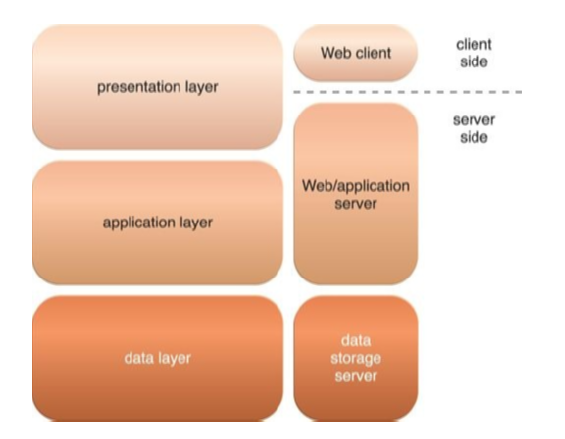 presentation layer
Web client
client
side
server
side
application layer
Web/application
server
data layer
data
storage
server